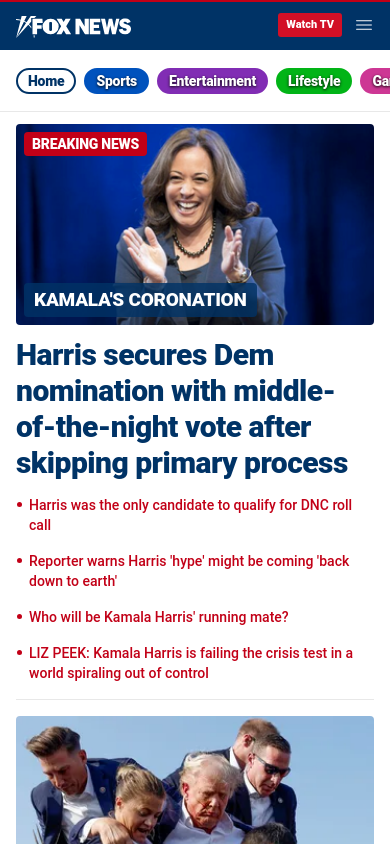 FOX NEWS
Watch TV
Home
Sports
Entertainment
Lifestyle
BREAKING NEWS
KAMALA'S CORONATION
Harris secures Dem
nomination with middle-
of-the-night vote after
skipping primary process
• Harris was the only candidate to qualify for DNC roll
call
• Reporter warns Harris 'hype' might be coming 'back
down to earth'
• Who will be Kamala Harris' running mate?
• LIZ PEEK: Kamala Harris is failing the crisis test in a
world spiraling out of control